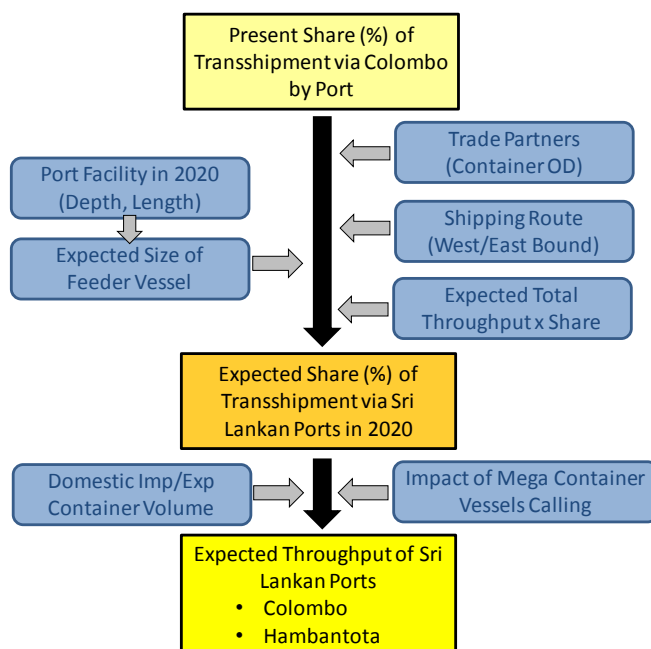 Present Share (%) of
Transshipment via Colombo
by Port
Trade Partners
(Container OD)
Port Facility in 2020
(Depth, Length)
Shipping Route
(West/East Bound)
Expected Size of
Feeder Vessel
Expected Total
Throughput x Share
Expected Share (%) of
Transshipment via Sri
Lankan Ports in 2020
Domestic Imp/Exp
Container Volume
Impact of Mega Container
Vessels Calling
Expected Throughput of Sri
Lankan Ports
• Colombo
• Hambantota